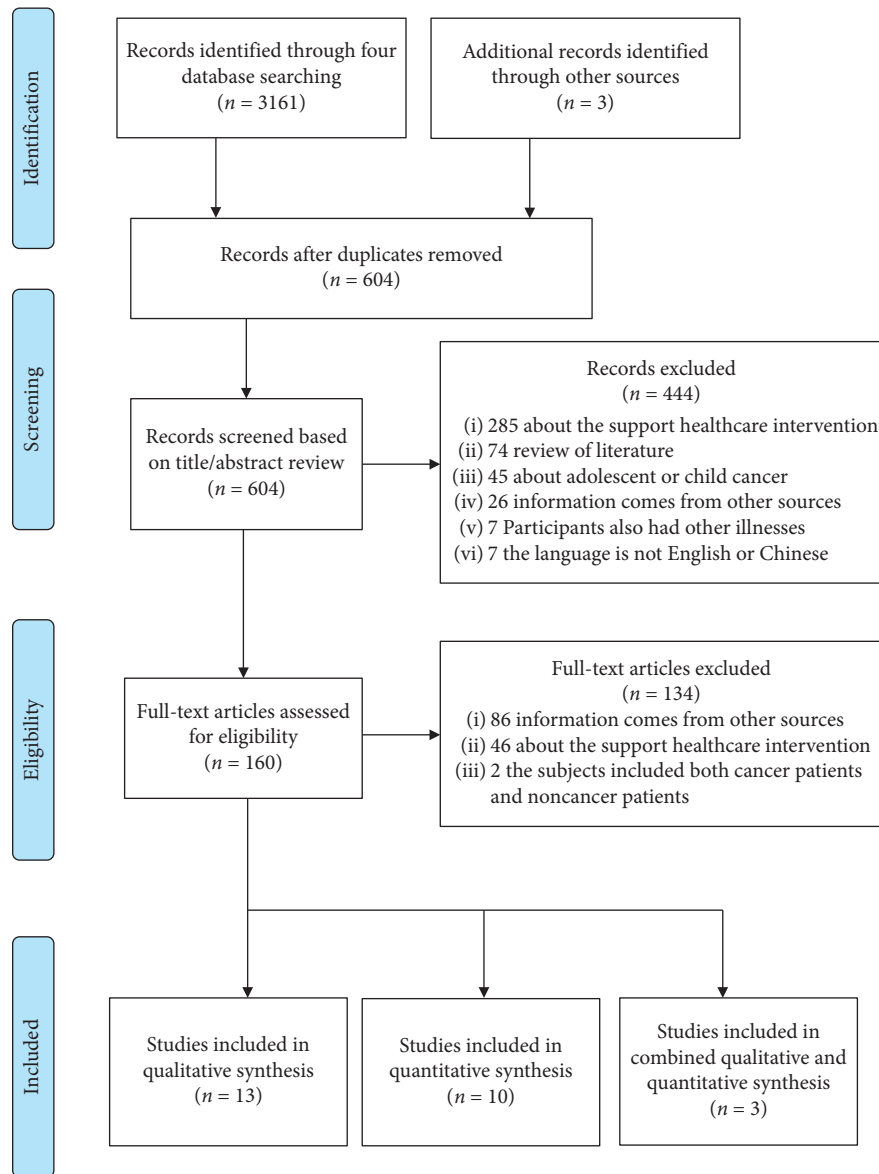 Identification
Records identified through four
database searching
(n = 3161)
Additional records identified
through other sources
(n = 3)
Records after duplicates removed
(n = 604)
Screening
Records screened based
on title/abstract review
(n = 604)
Records excluded
(n = 444)
(i) 285 about the support healthcare intervention
(ii) 74 review of literature
(iii) 45 about adolescent or child cancer
(iv) 26 information comes from other sources
(v) 7 Participants also had other illnesses
(vi) 7 the language is not English or Chinese
Eligibility
Full-text articles assessed
for eligibility
(n = 160)
Full-text articles excluded
(n = 134)
(i) 86 information comes from other sources
(ii) 46 about the support healthcare intervention
(iii) 2 the subjects included both cancer patients
and noncancer patients
Included
Studies included in
qualitative synthesis
(n = 13)
Studies included in
quantitative synthesis
(n = 10)
Studies included in
combined qualitative and
quantitative synthesis
(n = 3)